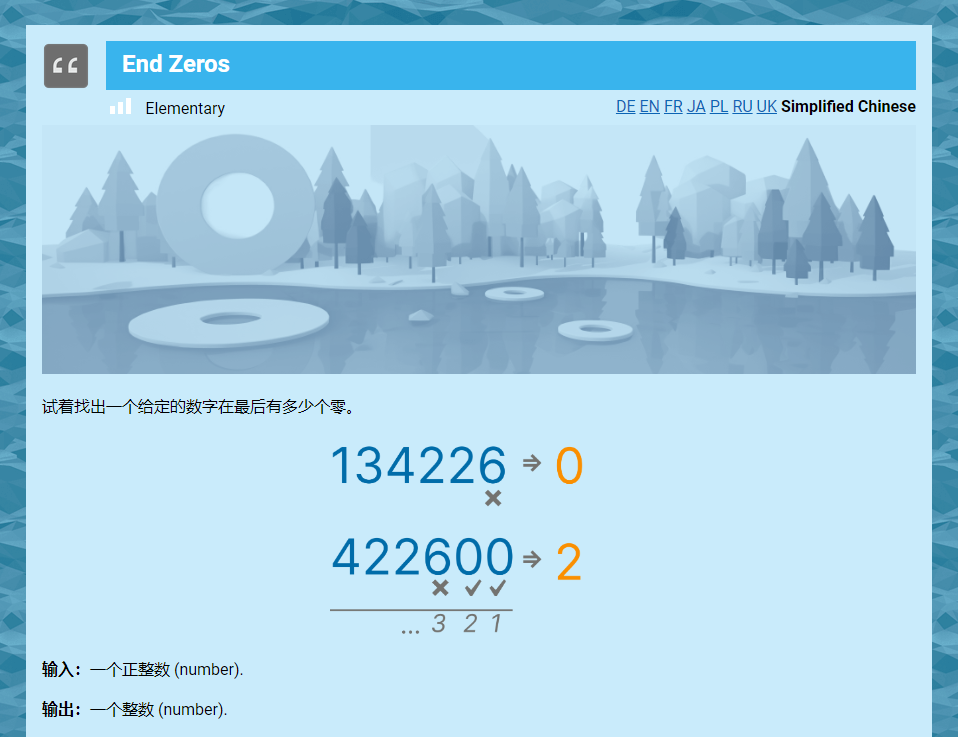 End Zeros
Elementary
DE EN FR JA PL RU UK Simplified Chinese
试着找出一个给定的数字在最后有多少个零。
134226 ⇒ 0
✖
422600 ⇒ 2
✖ ✓ ✓
... 3 2 1
输入：一个正整数 (number).
输出：一个整数 (number).